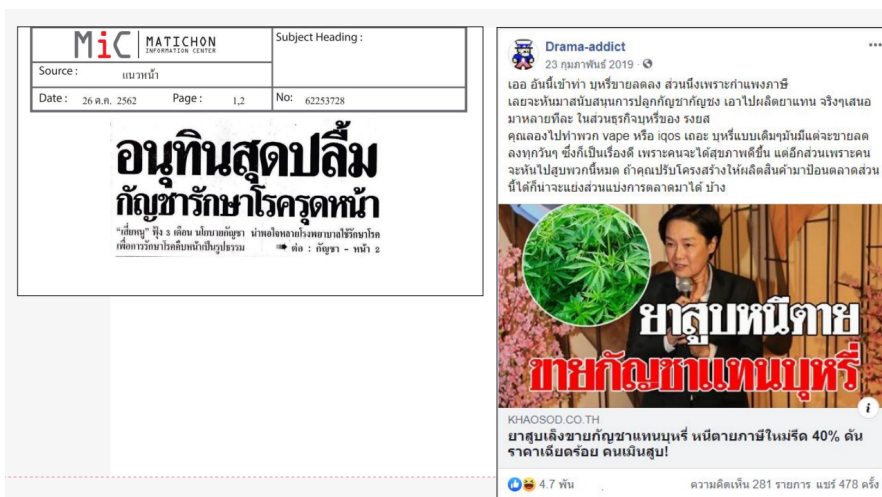 MiC MATICHON
INFORMATION CENTER
Subject Heading :
Source : แนวหน้า
Date : 26 ต.ค. 2562 Page : 1,2 No: 62253728
อนุทินสุดปลื้ม
กัญชารักษาโรครุดหน้า
“เสี่ยหนู” ฟุ้ง 3 เดือน นโยบายกัญชา น่าพอใจหลายโรงพยาบาลใช้รักษาโรค
เพื่อการรักษาโรคคืบหน้าเป็นรูปธรรม ต่อ : กัญชา - หน้า 2
Drama-addict
23 กุมภาพันธ์ 2019 ·
เออ อันนี้เข้าท่า บุหรี่ขายลดลง ส่วนนึงเพราะกำแพงภาษี
เลยจะหันมาสนับสนุนการปลูกกัญชากัญชง เอาไปผลิตยาแทน จริงๆเสนอ
มาหลายทีละ ในส่วนธุรกิจบุหรี่ของ รงยส
คุณลองไปทำพวก vape หรือ iqos เถอะ บุหรี่แบบเดิมๆมันมีแต่จะขายลด
ลงทุกวันๆ ซึ่งก็เป็นเรื่องดี เพราะคนจะได้สุขภาพดีขึ้น แต่อีกส่วนเพราะคน
จะหันไปสูบพวกนี้หมด ถ้าคุณปรับโครงสร้างให้ผลิตสินค้ามาป้อนตลาดส่วน
นี้ได้ก็น่าจะแย่งส่วนแบ่งการตลาดมาได้ บ้าง
ยาสูบหนีตาย
ขายกัญชาแทนบุหรี่
KHAOSOD.CO.TH
ยาสูบเล็งขายกัญชาแทนบุหรี่ หนีตายภาษีใหม่รีด 40% ดัน
ราคาเฉียดร้อย คนเมินสูบ!
4.7 พัน ความคิดเห็น 281 รายการ แชร์ 478 ครั้ง